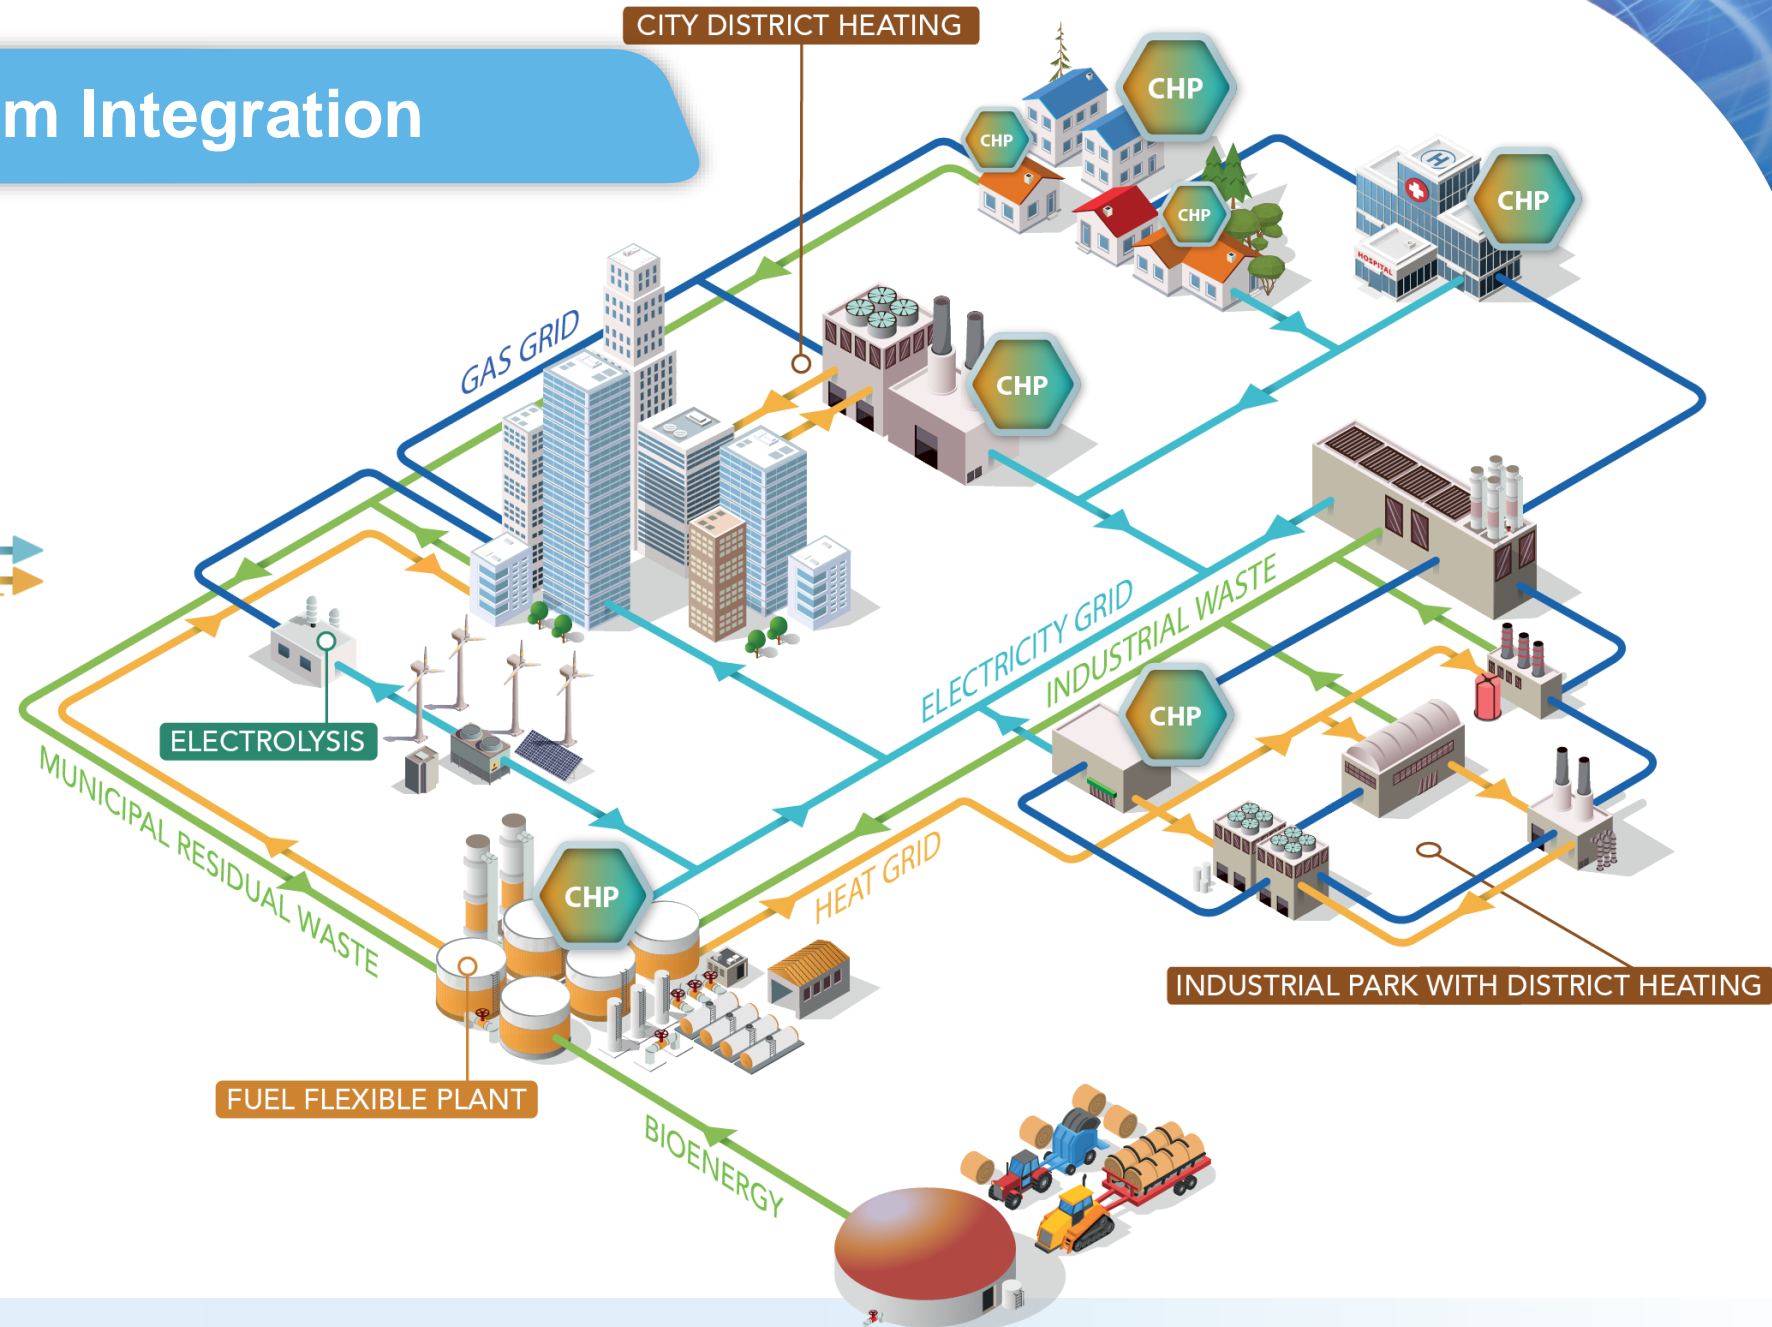 CITY DISTRICT HEATING
m Integration
CHP
CHP
CHP
H
CHP
HOSPITAL
GAS GRID
CHP
ELECTRICITY GRID
INDUSTRIAL WASTE
CHP
ELECTROLYSIS
MUNICIPAL RESIDUAL WASTE
CHP
HEAT GRID
INDUSTRIAL PARK WITH DISTRICT HEATING
FUEL FLEXIBLE PLANT
BIOENERGY